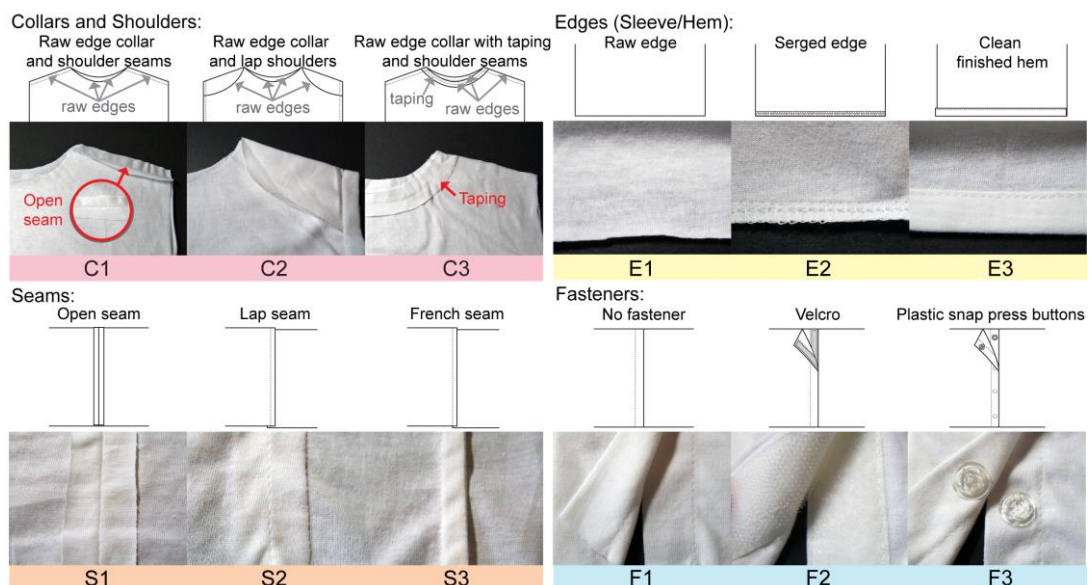 Collars and Shoulders:
Raw edge collar
and shoulder seams
raw edges
Raw edge collar
and lap shoulders
raw edges
Raw edge collar with taping
and shoulder seams
taping
raw edges
Open
seam
Taping
C1
C2
C3
Edges (Sleeve/Hem):
Raw edge
Serged edge
Clean
finished hem
E1
E2
E3
Seams:
Open seam
Lap seam
French seam
S1
S2
S3
Fasteners:
No fastener
Velcro
Plastic snap press buttons
F1
F2
F3